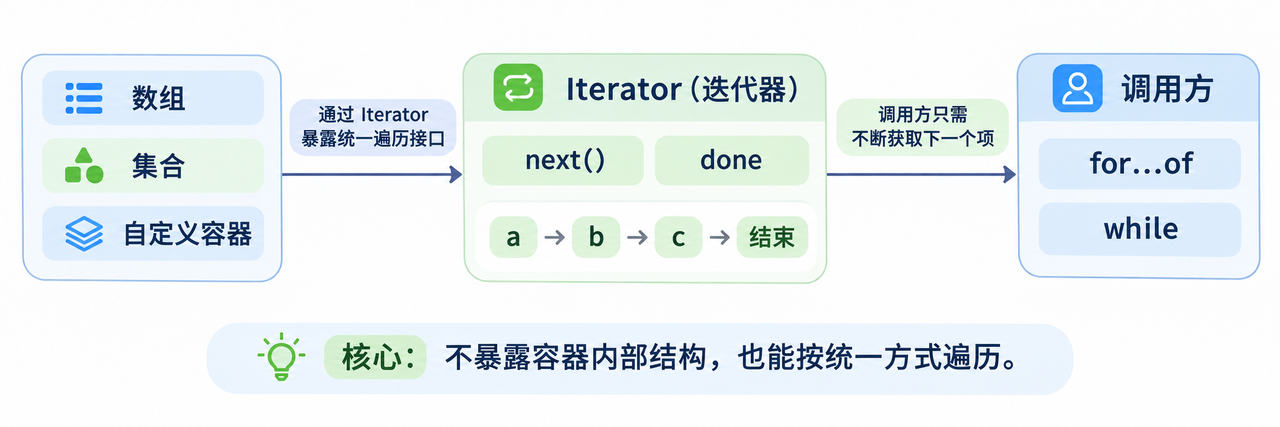 数组
集合
自定义容器
通过 Iterator
暴露统一遍历接口
Iterator（迭代器）
next()
done
a → b → c → 结束
调用方只需
不断获取下一个项
调用方
for...of
while
核心： 不暴露容器内部结构，也能按统一方式遍历。